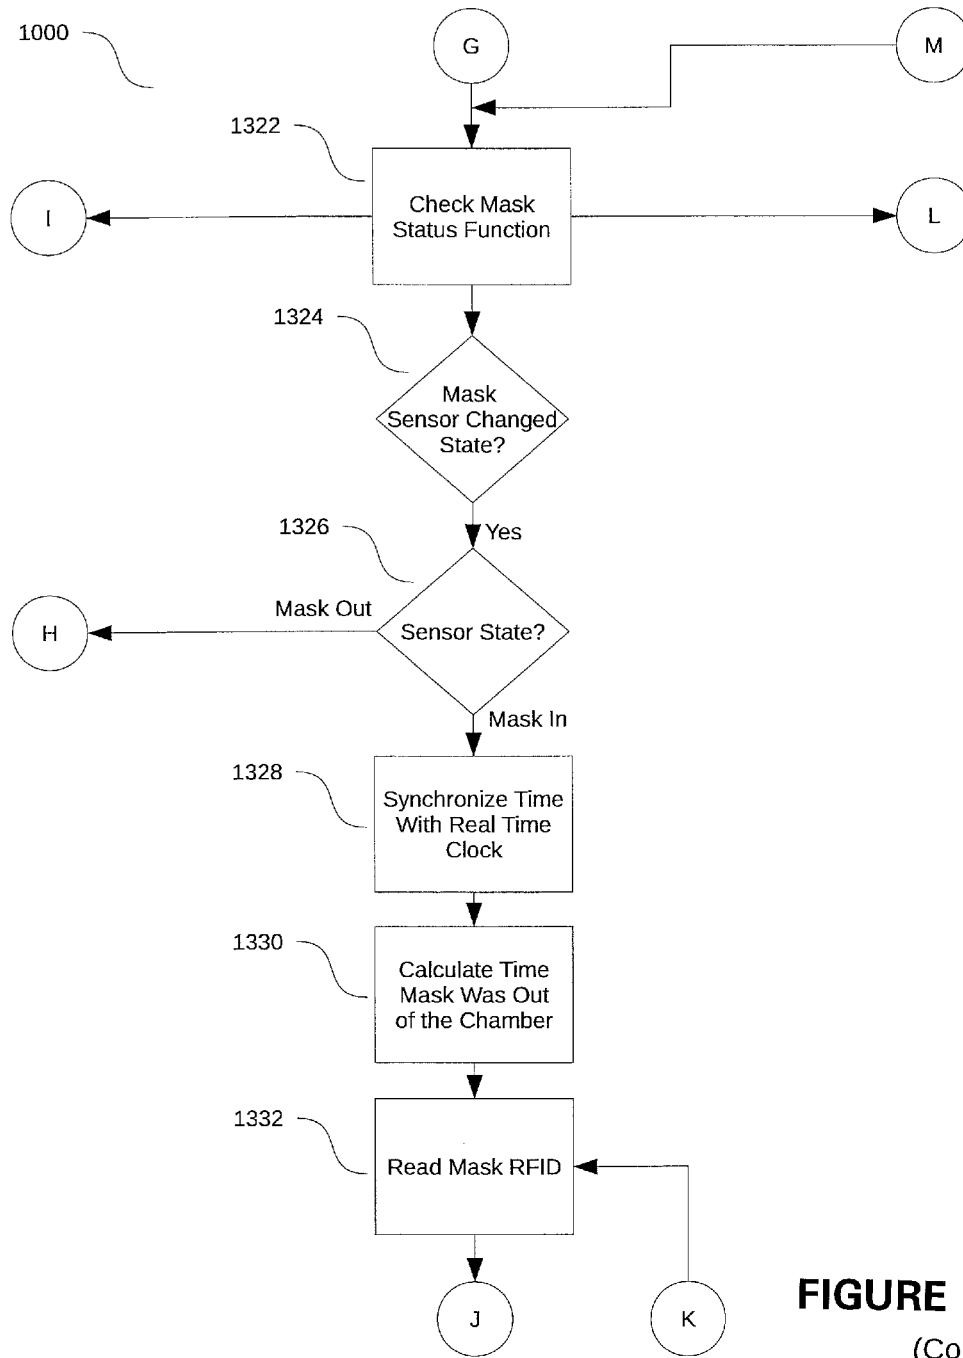 1000
G
M
1322
Check Mask
Status Function
I
L
1324
Mask
Sensor Changed
State?
Yes
1326
Mask Out
H
Sensor State?
Mask In
1328
Synchronize Time
With Real Time
Clock
1330
Calculate Time
Mask Was Out
of the Chamber
1332
Read Mask RFID
J
K
FIGURE
(Co